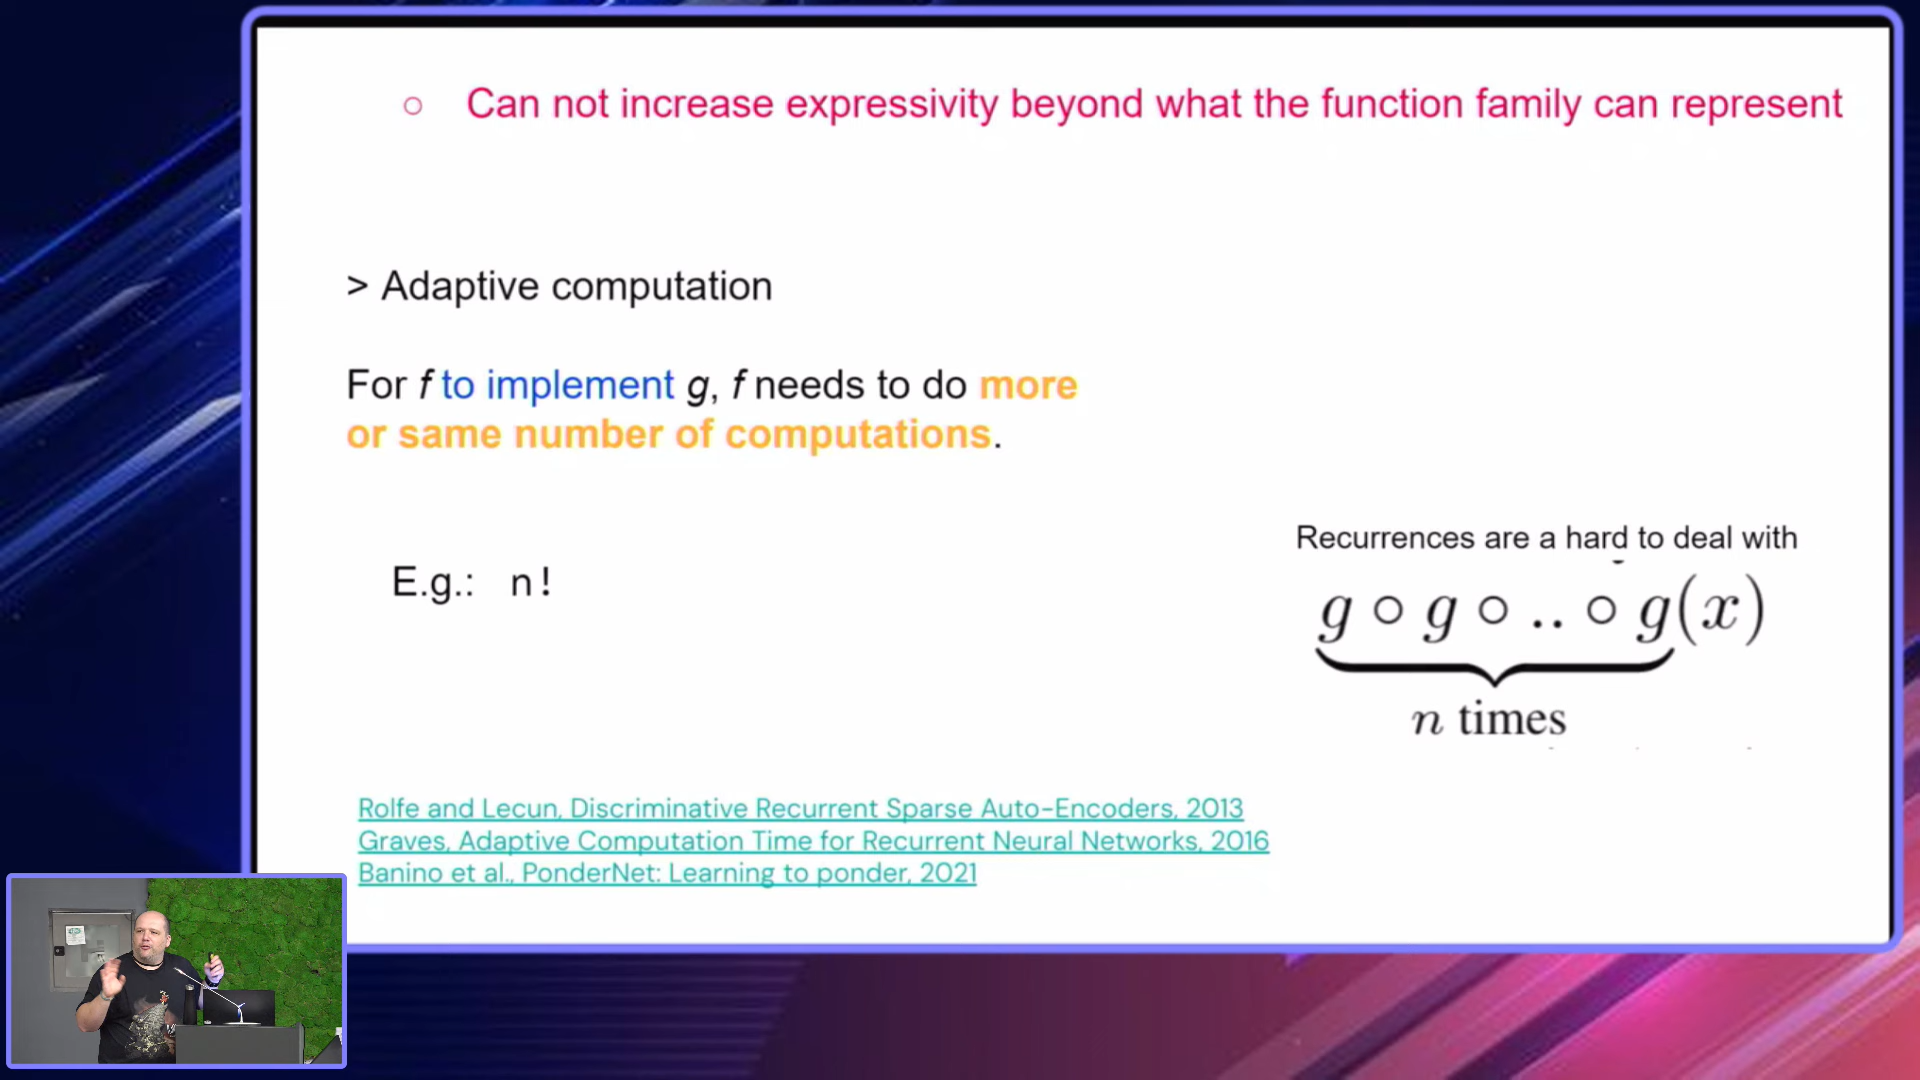 ○ Can not increase expressivity beyond what the function family can represent
> Adaptive computation
For f to implement g, f needs to do more
or same number of computations.
E.g.: n!
Recurrences are a hard to deal with
g ∘ g ∘ .. ∘ g(x)
n times
Rolfe and Lecun, Discriminative Recurrent Sparse Auto-Encoders, 2013
Graves, Adaptive Computation Time for Recurrent Neural Networks, 2016
Banino et al., PonderNet: Learning to ponder, 2021